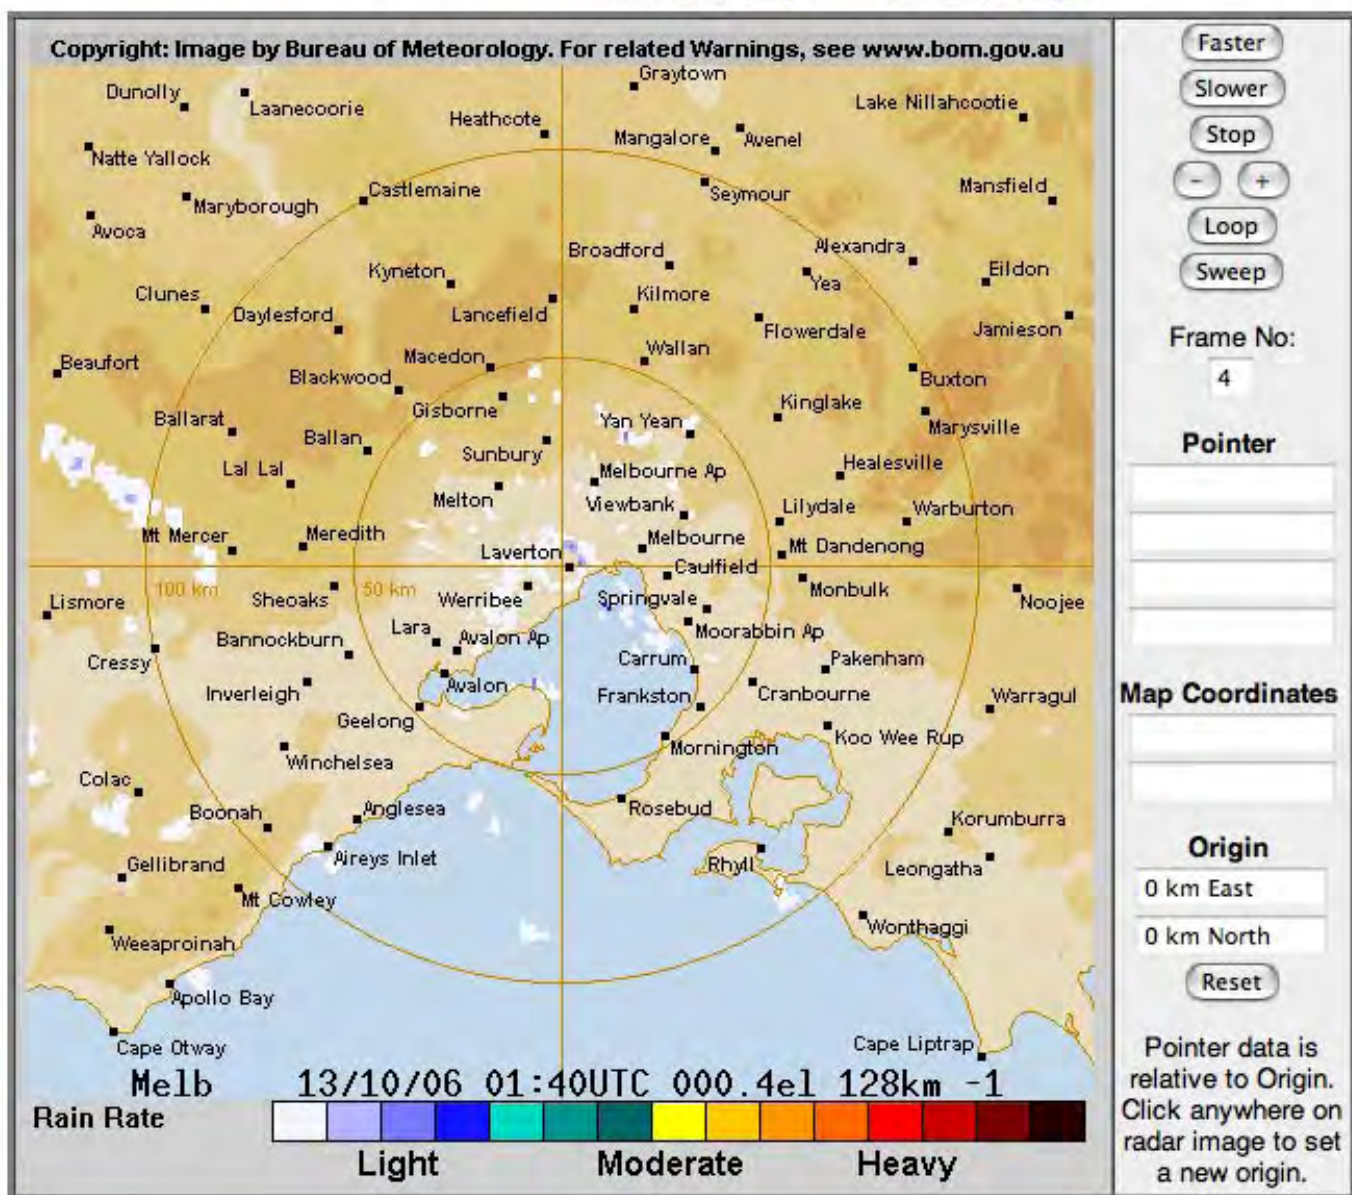 Copyright: Image by Bureau of Meteorology. For related Warnings, see www.bom.gov.au
Graytown
Dunolly
Laanecoorie
Lake Nillahcootie
Heathcote
Mangalore
Avenel
Natte Yallock
Castlemaine
Seymour
Mansfield
Maryborough
Avoca
Broadford
Alexandra
Kyneton
Yea
Eildon
Clunes
Lancefield
Kilmore
Daylesford
Flowerdale
Jamieson
Macedon
Wallan
Beaufort
Blackwood
Buxton
Gisborne
Kinglake
Ballarat
Ballan
Yan Yean
Marysville
Sunbury
Lal Lal
Melbourne Ap
Healesville
Melton
Viewbank
Lilydale
Warburton
Mt Mercer
Meredith
Laverton
Melbourne
Mt Dandenong
Caulfield
100 km
50 km
Lismore
Sheoaks
Werribee
Springvale
Monbulk
Noojee
Bannockburn
Lara
Avalon Ap
Moorabbin Ap
Cressy
Carrum
Pakenham
Inverleigh
Avalon
Frankston
Cranbourne
Warragul
Geelong
Mornington
Koo Wee Rup
Winchelsea
Colac
Boonah
Anglesea
Rosebud
Korumburra
Gellibrand
Aireys Inlet
Rhyll
Leongatha
Mt Cowley
Weeaproinah
Wonthaggi
Apollo Bay
Cape Otway
Cape Liptrap
Melb 13/10/06 01:40UTC 000.4el 128km -1
Rain Rate
Light Moderate Heavy
Faster
Slower
Stop
- +
Loop
Sweep
Frame No:
4
Pointer
Map Coordinates
Origin
0 km East
0 km North
Reset
Pointer data is
relative to Origin.
Click anywhere on
radar image to set
a new origin.